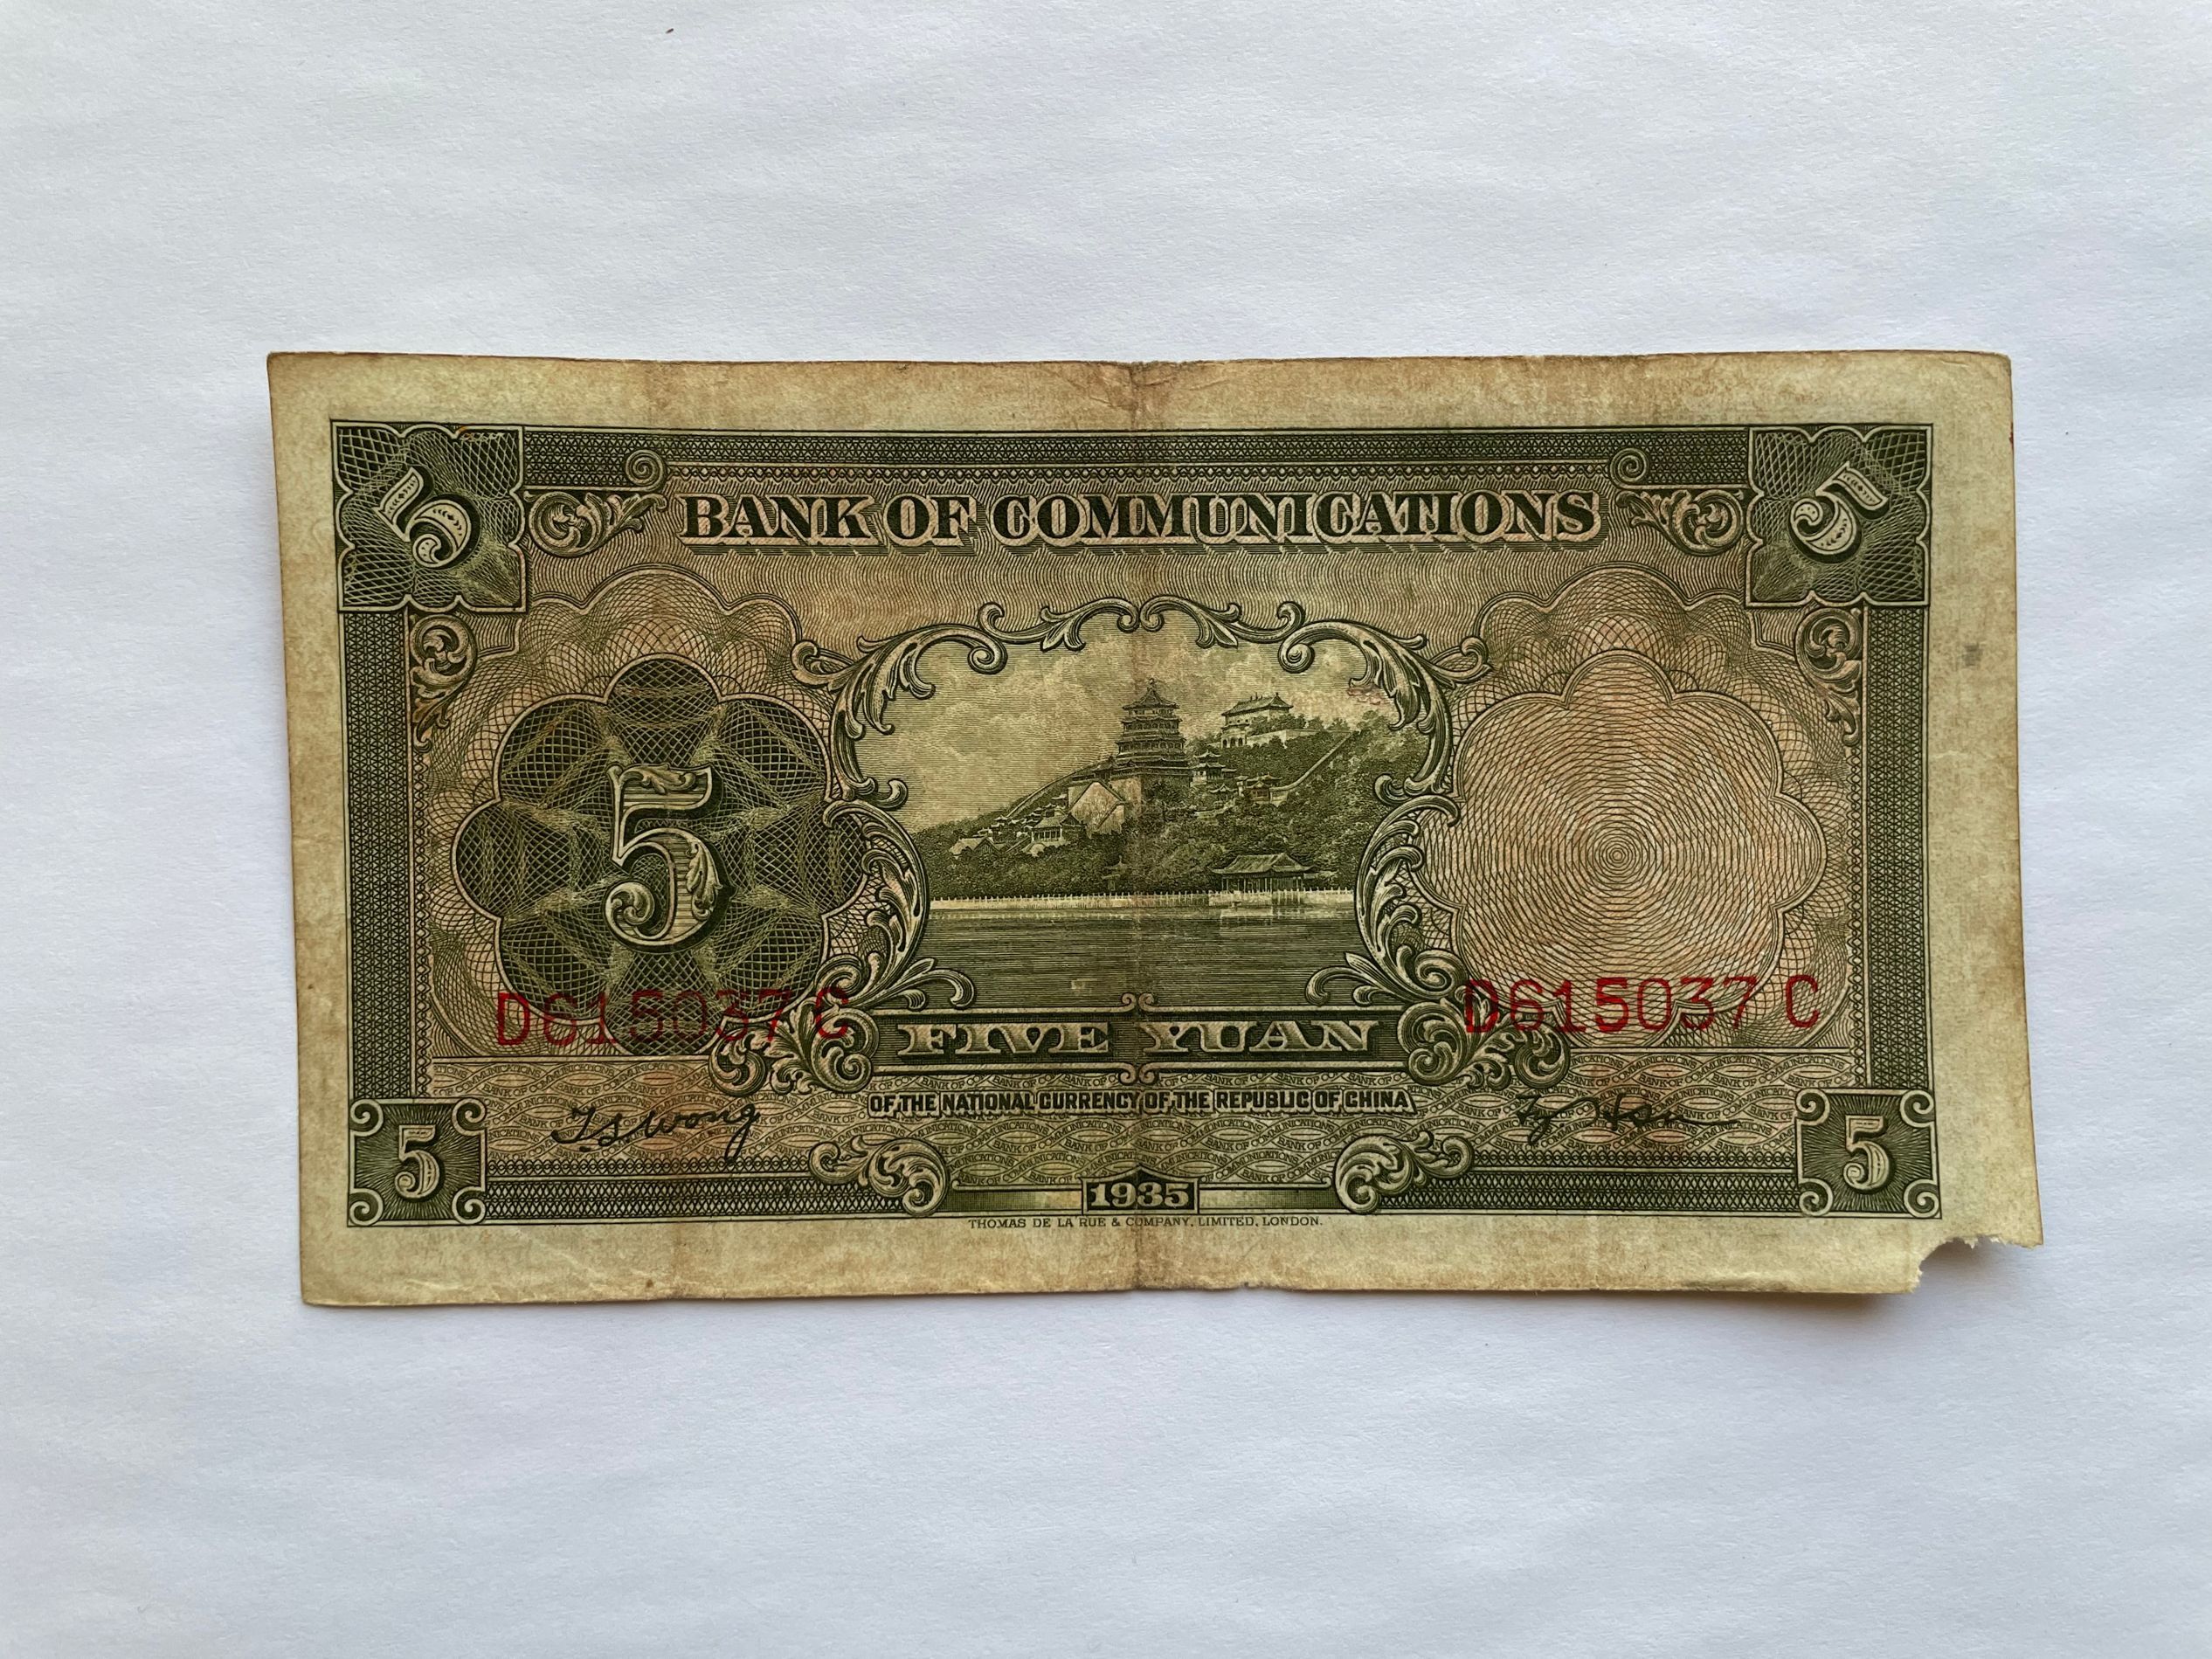 5 5
BANK OF COMMUNICATIONS
5
D615037 C D615037 C
FIVE YUAN
OF THE NATIONAL CURRENCY OF THE REPUBLIC OF CHINA
T.S. Wong
5 5
1935
THOMAS DE LA RUE & COMPANY, LIMITED, LONDON.